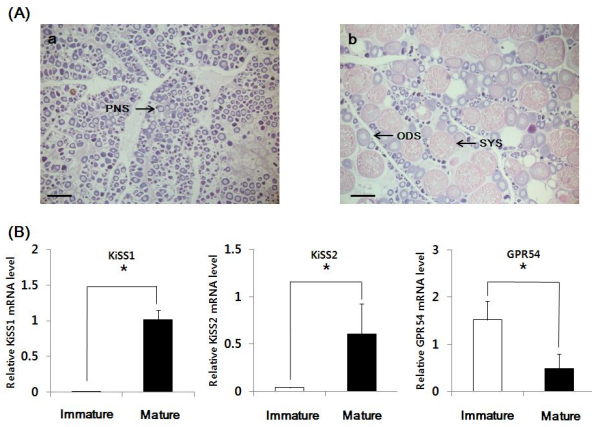 (A)
a
PNS
b
ODS
SYS
(B)
KiSS1
*
Relative KiSS1 mRNA level
2
1.5
1
0.5
0
Immature
Mature
KiSS2
*
Relative KiSS2 mRNA level
1.5
1
0.5
0
Immature
Mature
GPR54
*
Relative GPR54 mRNA level
3
2
1
0
Immature
Mature